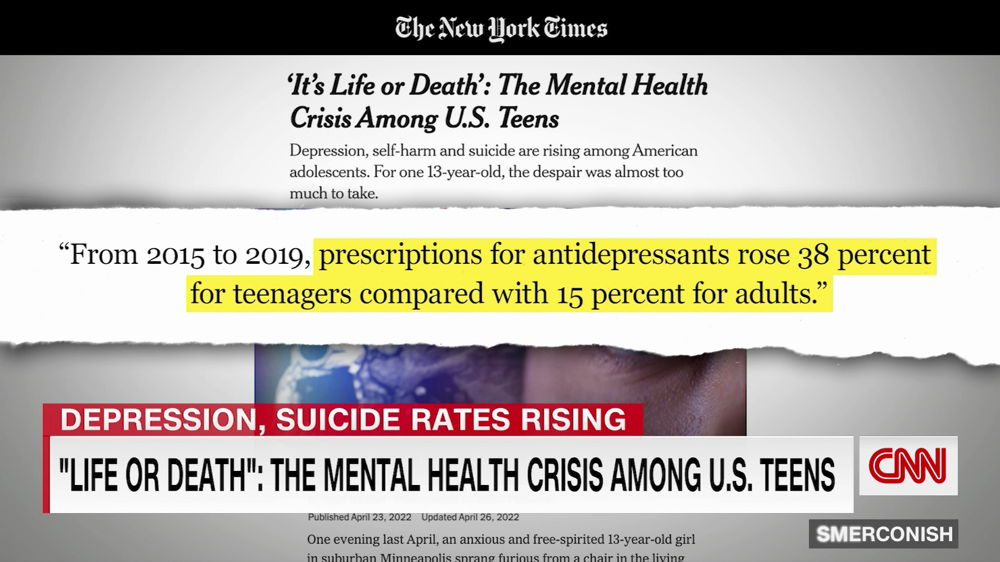 The New York Times
‘It’s Life or Death’: The Mental Health
Crisis Among U.S. Teens
Depression, self-harm and suicide are rising among American
adolescents. For one 13-year-old, the despair was almost too
much to take.
“From 2015 to 2019, prescriptions for antidepressants rose 38 percent
for teenagers compared with 15 percent for adults.”
DEPRESSION, SUICIDE RATES RISING
"LIFE OR DEATH": THE MENTAL HEALTH CRISIS AMONG U.S. TEENS
CNN
Published April 23, 2022 Updated April 26, 2022
SMERCONISH
One evening last April, an anxious and free-spirited 13-year-old girl
in suburban Minneapolis sprang furious from a chair in the living